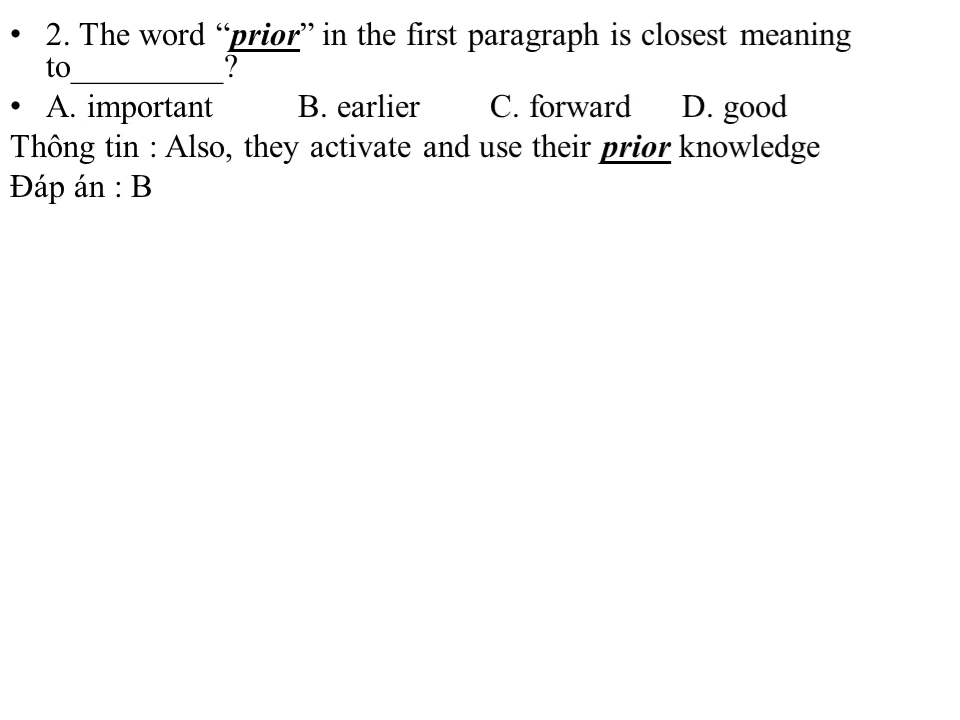 • 2. The word “prior” in the first paragraph is closest meaning
to_________?
• A. important B. earlier C. forward D. good
Thông tin : Also, they activate and use their prior knowledge
Đáp án : B